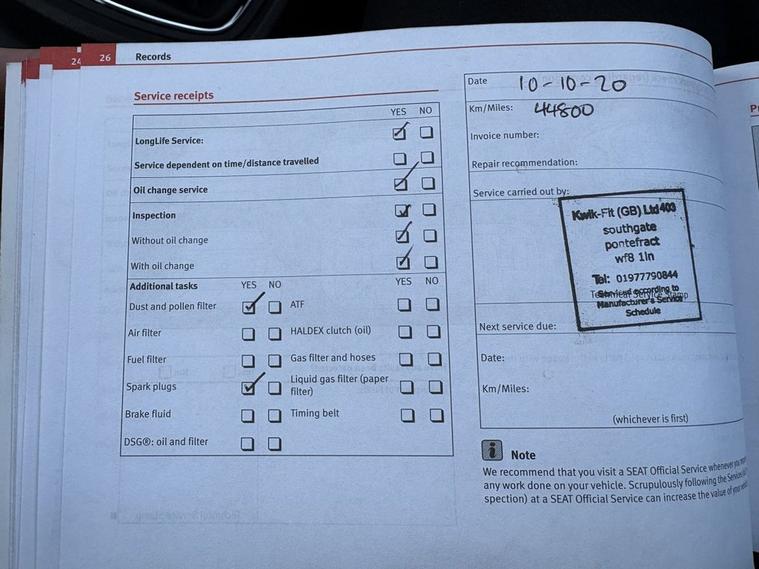 24
26 Records
Service receipts
YES NO
LongLife Service:
Service dependent on time/distance travelled
Oil change service
Inspection
Without oil change
With oil change
Additional tasks YES NO YES NO
Dust and pollen filter ATF
Air filter HALDEX clutch (oil)
Fuel filter Gas filter and hoses
Spark plugs Liquid gas filter (paper
filter)
Brake fluid Timing belt
DSG®: oil and filter
Date 10-10-20
Km/Miles: 44800
Invoice number:
Repair recommendation:
Service carried out by:
Kwik-Fit (GB) Ltd 403
southgate
pontefract
wf8 1ln
Tel: 01977790844
Serviced according to
Technical Service Stamp
Manufacturer's Service
Schedule
Next service due:
Date:
Km/Miles:
(whichever is first)
i Note
We recommend that you visit a SEAT Official Service whenever you
any work done on your vehicle. Scrupulously following the
spection) at a SEAT Official Service can increase the value of your